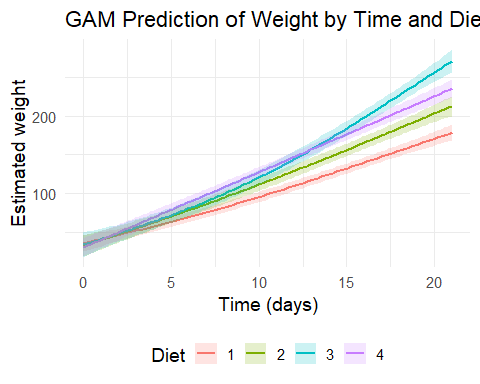 GAM Prediction of Weight by Time and Die
Estimated weight
200
100
0 5 10 15 20
Time (days)
Diet 1 2 3 4